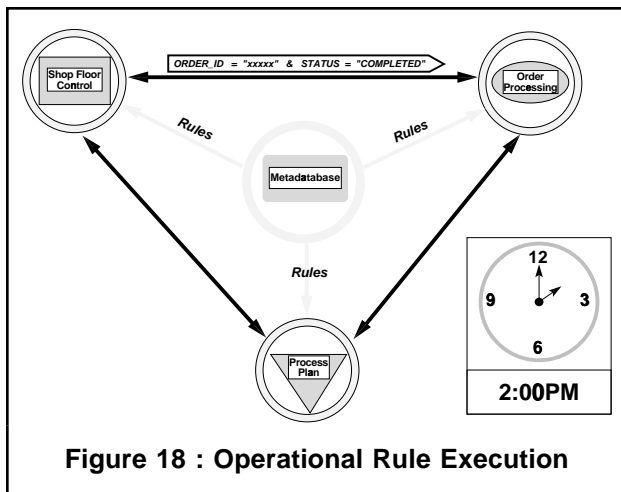 ORDER_ID = "xxxxx" & STATUS = "COMPLETED"
Shop Floor
Control
Order
Processing
Rules
Rules
Metadatabase
Rules
12
9
3
6
Process
Plan
2:00PM
Figure 18 : Operational Rule Execution